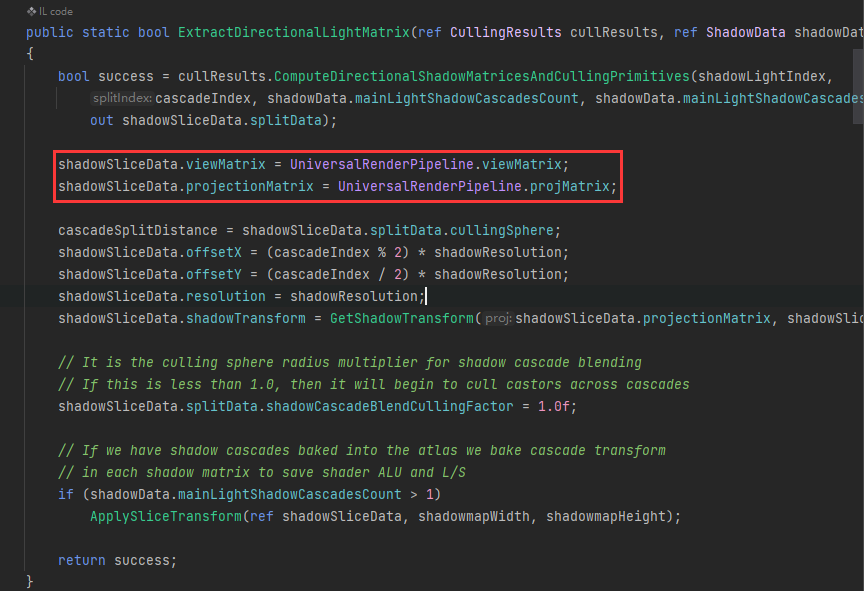 IL code
public static bool ExtractDirectionalLightMatrix(ref CullingResults cullResults, ref ShadowData shadowDat
{
bool success = cullResults.ComputeDirectionalShadowMatricesAndCullingPrimitives(shadowLightIndex,
splitIndex: cascadeIndex, shadowData.mainLightShadowCascadesCount, shadowData.mainLightShadowCascades
out shadowSliceData.splitData);
shadowSliceData.viewMatrix = UniversalRenderPipeline.viewMatrix;
shadowSliceData.projectionMatrix = UniversalRenderPipeline.projMatrix;
cascadeSplitDistance = shadowSliceData.splitData.cullingSphere;
shadowSliceData.offsetX = (cascadeIndex % 2) * shadowResolution;
shadowSliceData.offsetY = (cascadeIndex / 2) * shadowResolution;
shadowSliceData.resolution = shadowResolution;
shadowSliceData.shadowTransform = GetShadowTransform( proj: shadowSliceData.projectionMatrix, shadowSlic
// It is the culling sphere radius multiplier for shadow cascade blending
// If this is less than 1.0, then it will begin to cull castors across cascades
shadowSliceData.splitData.shadowCascadeBlendCullingFactor = 1.0f;
// If we have shadow cascades baked into the atlas we bake cascade transform
// in each shadow matrix to save shader ALU and L/S
if (shadowData.mainLightShadowCascadesCount > 1)
ApplySliceTransform(ref shadowSliceData, shadowmapWidth, shadowmapHeight);
return success;
}